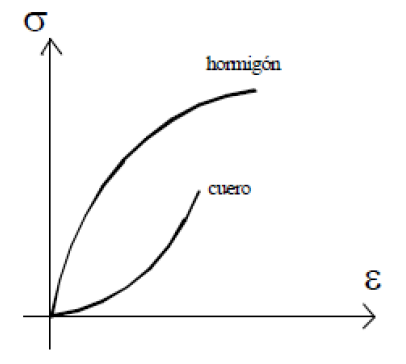 σ
hormigón
cuero
ε